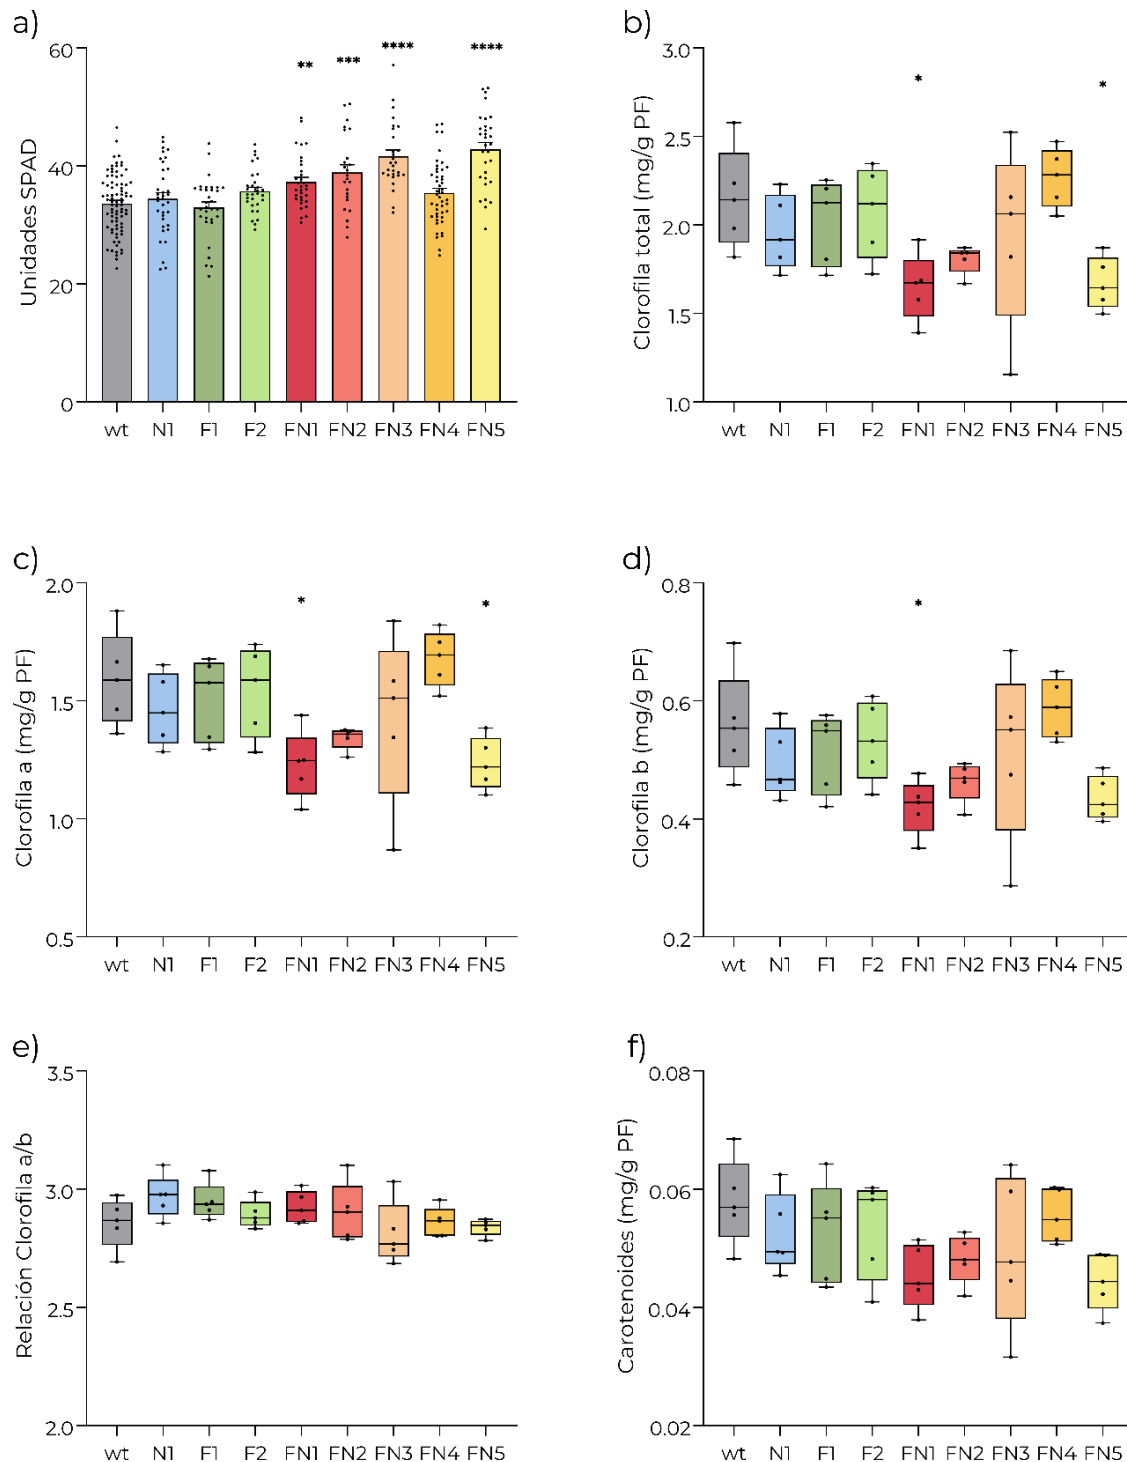 a)
Unidades SPAD
60
40
20
0
** *** **** ****
wt N1 F1 F2 FN1 FN2 FN3 FN4 FN5
b)
Clorofila total (mg/g PF)
3.0
2.5
2.0
1.5
1.0
* *
wt N1 F1 F2 FN1 FN2 FN3 FN4 FN5
c)
Clorofila a (mg/g PF)
2.0
1.5
1.0
0.5
* *
wt N1 F1 F2 FN1 FN2 FN3 FN4 FN5
d)
Clorofila b (mg/g PF)
0.8
0.6
0.4
0.2
*
wt N1 F1 F2 FN1 FN2 FN3 FN4 FN5
e)
Relación Clorofila a/b
3.5
3.0
2.5
2.0
wt N1 F1 F2 FN1 FN2 FN3 FN4 FN5
f)
Carotenoides (mg/g PF)
0.08
0.06
0.04
0.02
wt N1 F1 F2 FN1 FN2 FN3 FN4 FN5